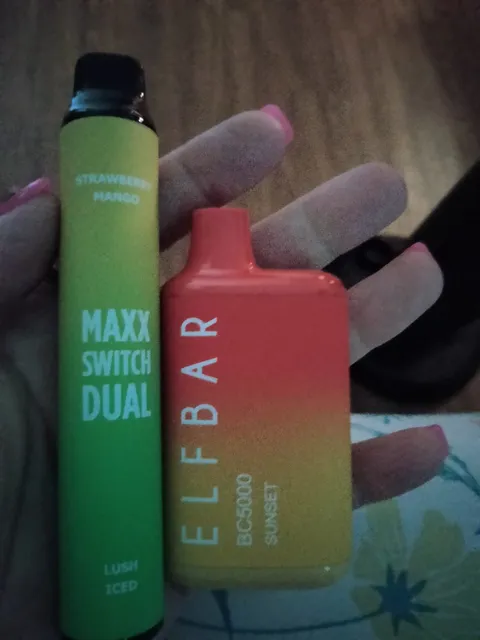 STRAWBERRY
MANGO
MAXX
SWITCH
DUAL
LUSH
ICED
ELFBAR
BC5000
SUNSET